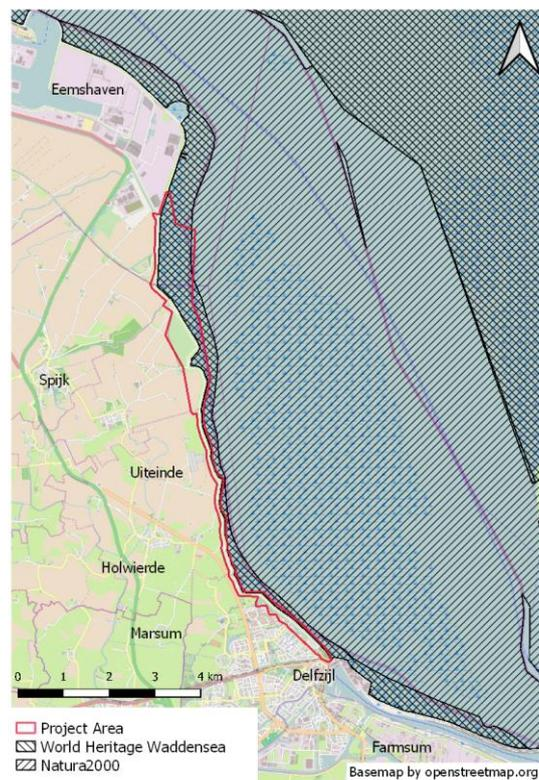 Eemshaven
Spijk
Uiteinde
Holwierde
Marsum
0 1 2 3 4 km
Delfzijl
Farmsum
Project Area
World Heritage Waddensea
Natura2000
Basemap by openstreetmap.org